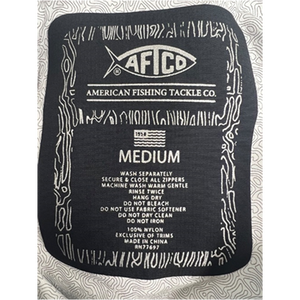 AFTCO
AMERICAN FISHING TACKLE CO.
1958
MEDIUM
WASH SEPARATELY
SECURE & CLOSE ALL ZIPPERS
MACHINE WASH WARM GENTLE
RINSE TWICE
HANG DRY
DO NOT BLEACH
DO NOT USE FABRIC SOFTENER
DO NOT DRY CLEAN
DO NOT IRON
100% NYLON
EXCLUSIVE OF TRIMS
MADE IN CHINA
RN77697